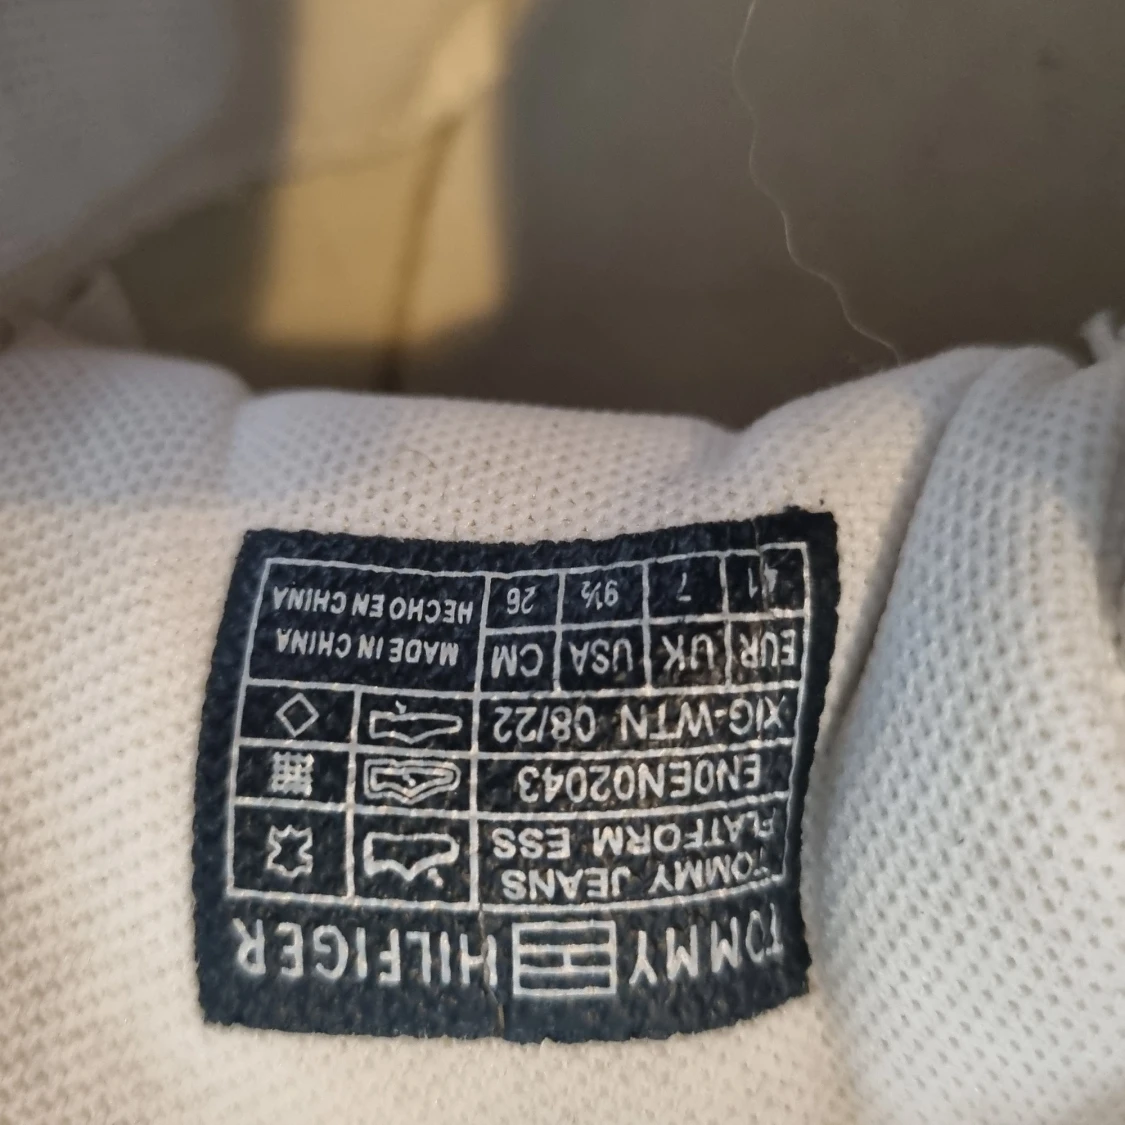 TOMMY HILFIGER
TOMMY JEANS
PLATFORM ESS
EN0EN02043
XIG-WTN 08/22
EUR UK USA CM
41 7 9½ 26
MADE IN CHINA
HECHO EN CHINA